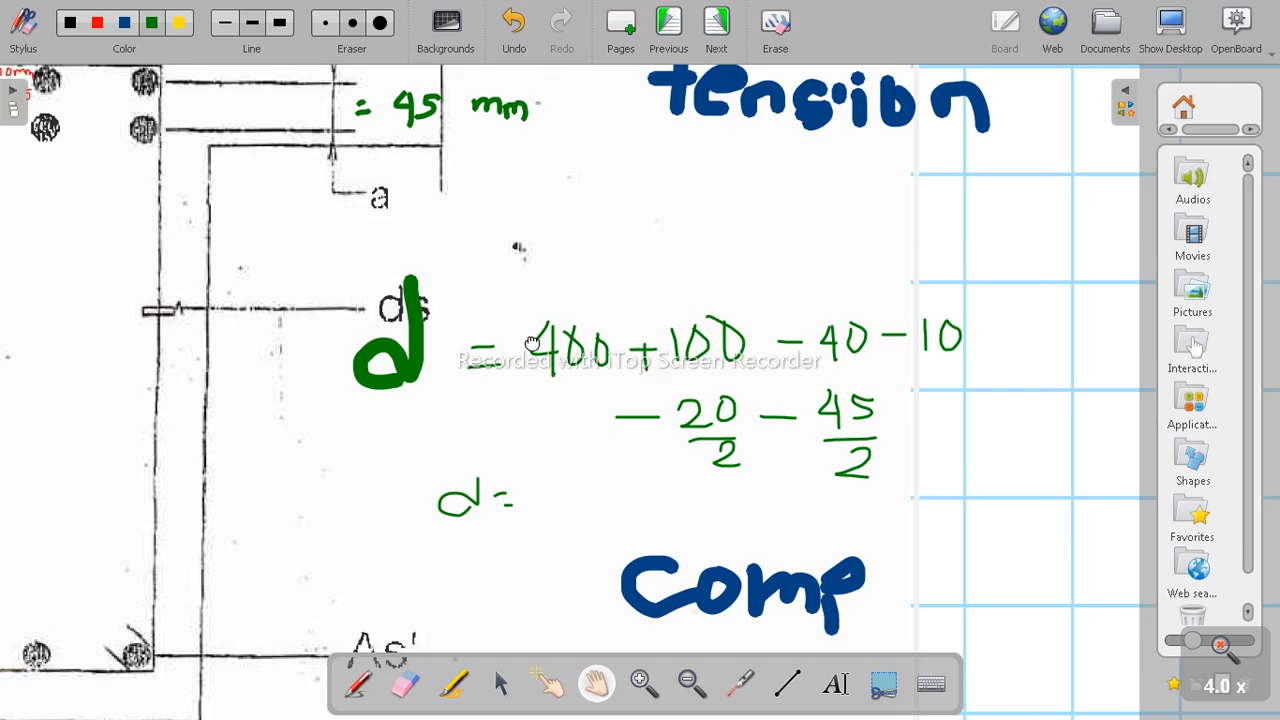 Stylus
Color
Line
Eraser
Backgrounds
Undo
Redo
Pages
Previous
Next
Erase
Board
Web
Documents
Show Desktop
OpenBoard
= 45 mm
tension
a
ds
d = 400 + 100 - 40 - 10
Recorded with iTop Screen Recorder
- 20/2 - 45/2
d =
comp
As'
Audios
Movies
Pictures
Interacti...
Applicat...
Shapes
Favorites
Web sea...
4.0 x